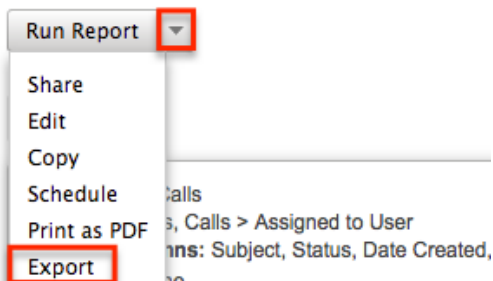 Run Report
Share
Edit
Copy
Schedule
Calls
Print as PDF
s, Calls > Assigned to User
Export
mns: Subject, Status, Date Created,